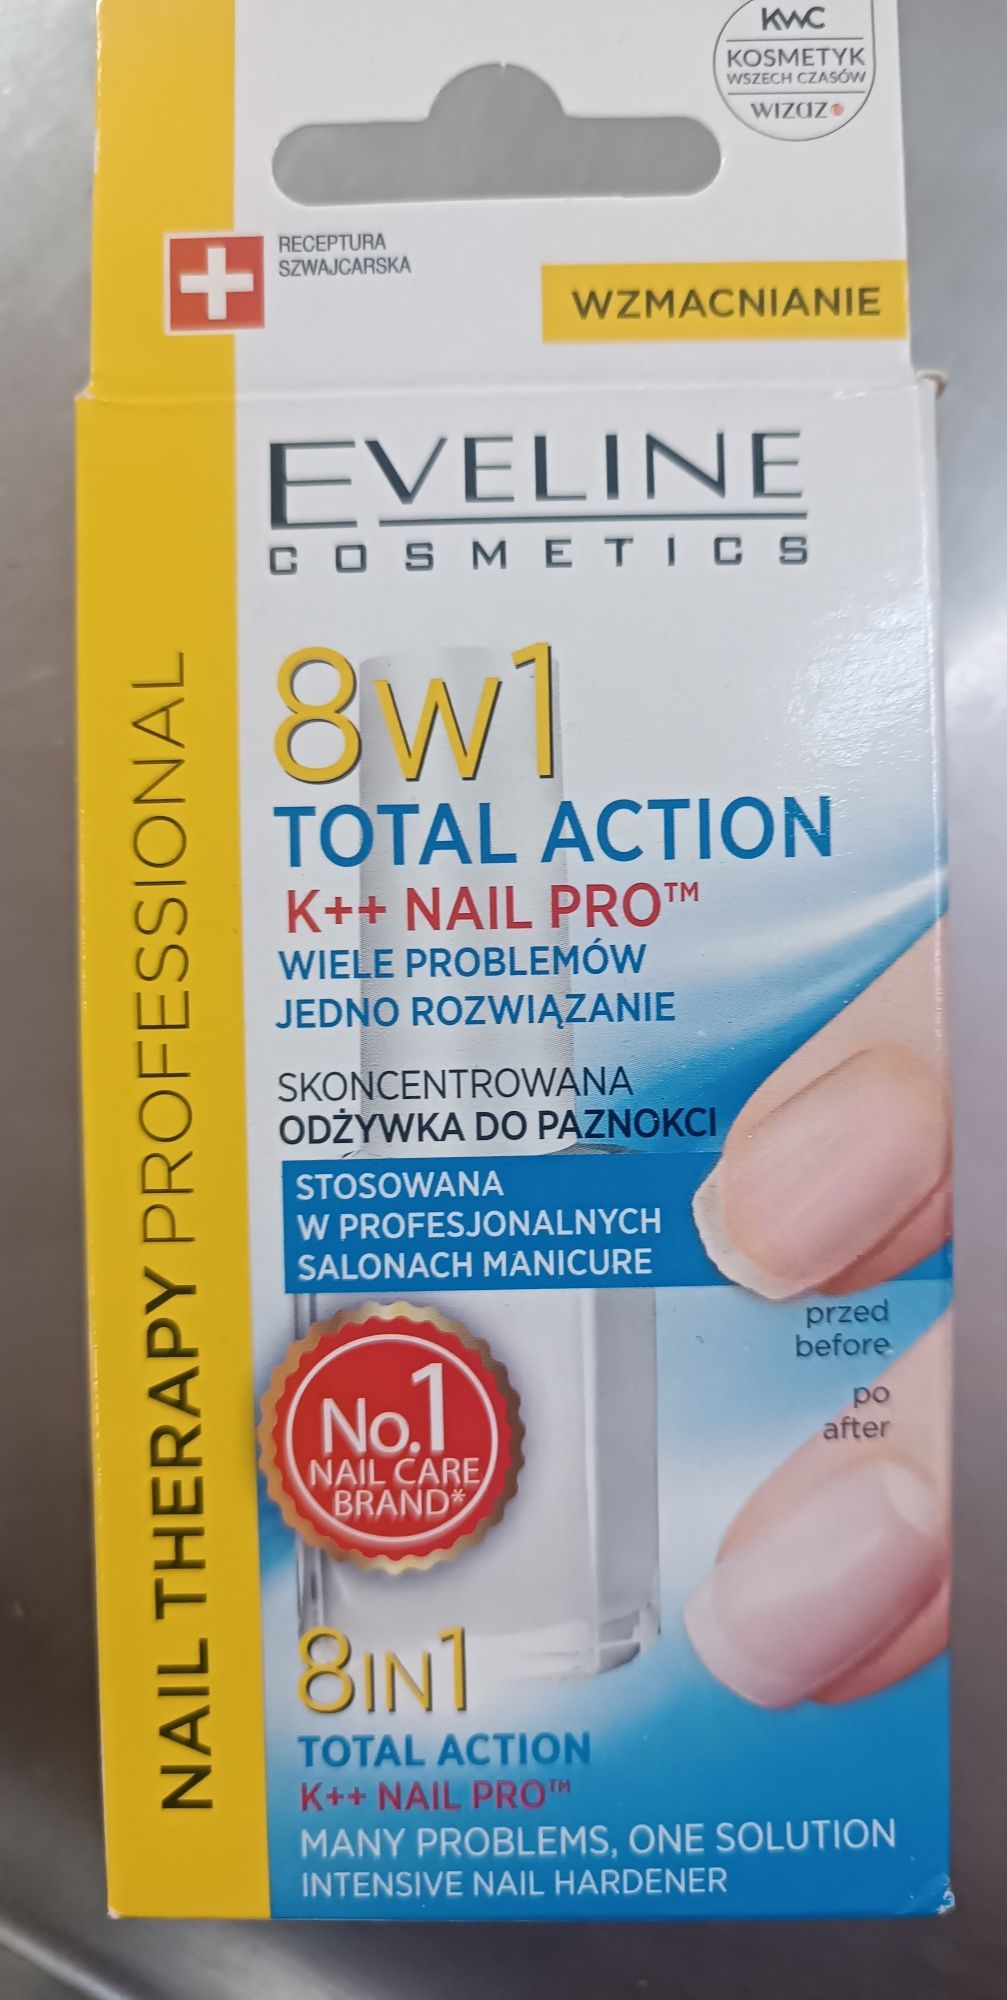 KWC
KOSMETYK
WSZECH CZASÓW
WIZAZ
RECEPTURA
SZWAJCARSKA
WZMACNIANIE
EVELINE
COSMETICS
8W1
TOTAL ACTION
K++ NAIL PRO™
WIELE PROBLEMÓW
JEDNO ROZWIĄZANIE
SKONCENTROWANA
ODŻYWKA DO PAZNOKCI
STOSOWANA
W PROFESJONALNYCH
SALONACH MANICURE
przed
before
po
after
No.1
NAIL CARE
BRAND*
8IN1
TOTAL ACTION
K++ NAIL PRO™
MANY PROBLEMS, ONE SOLUTION
INTENSIVE NAIL HARDENER
NAIL THERAPY PROFESSIONAL